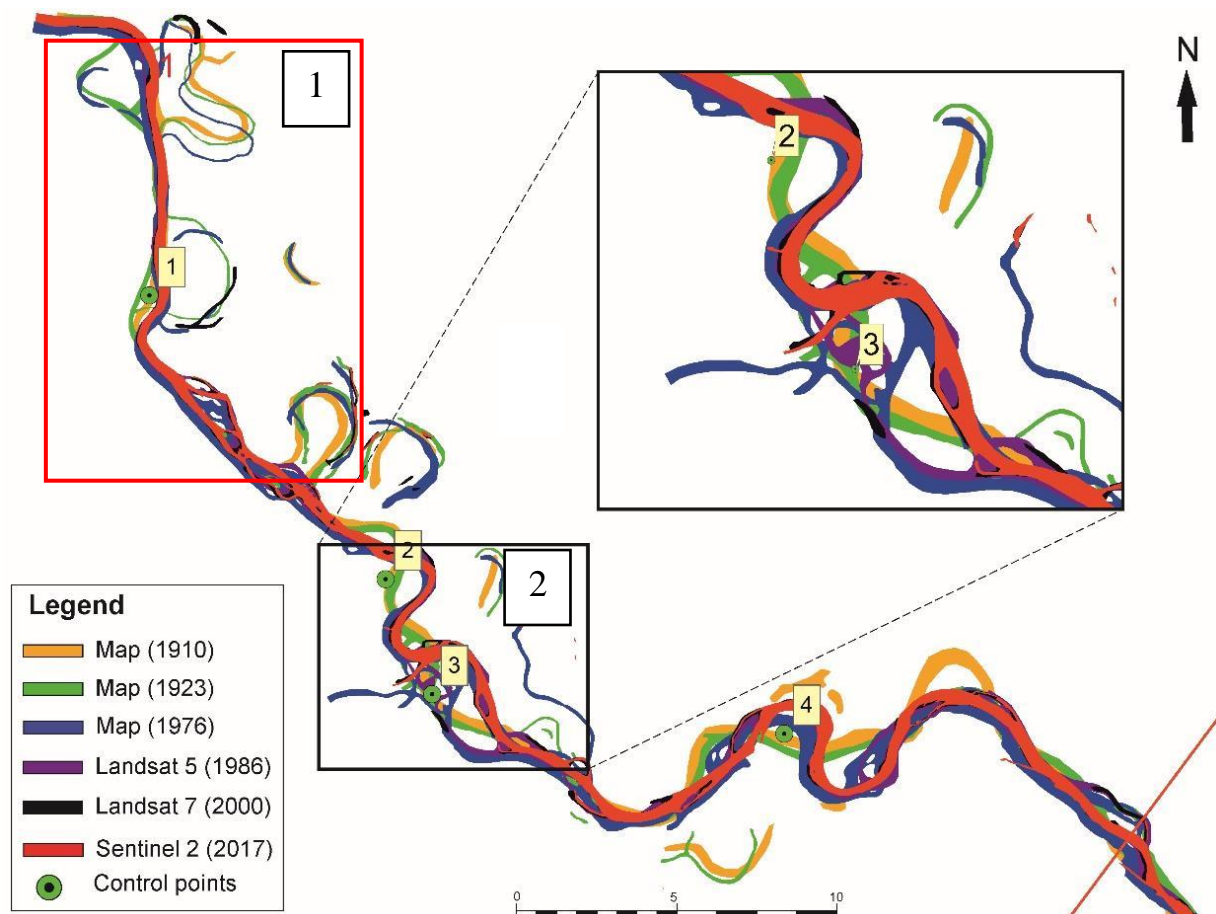 1
N
2
3
1
2
2
3
4
Legend
Map (1910)
Map (1923)
Map (1976)
Landsat 5 (1986)
Landsat 7 (2000)
Sentinel 2 (2017)
Control points
0 5 10